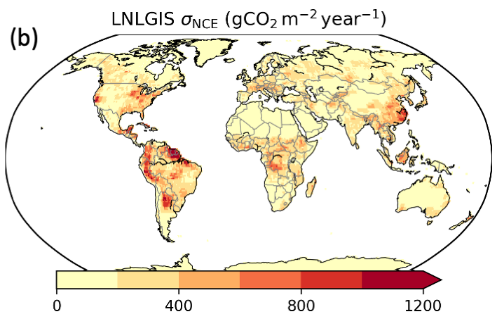 LNLGIS σNCE (gCO₂ m⁻² year⁻¹)
(b)
0 400 800 1200